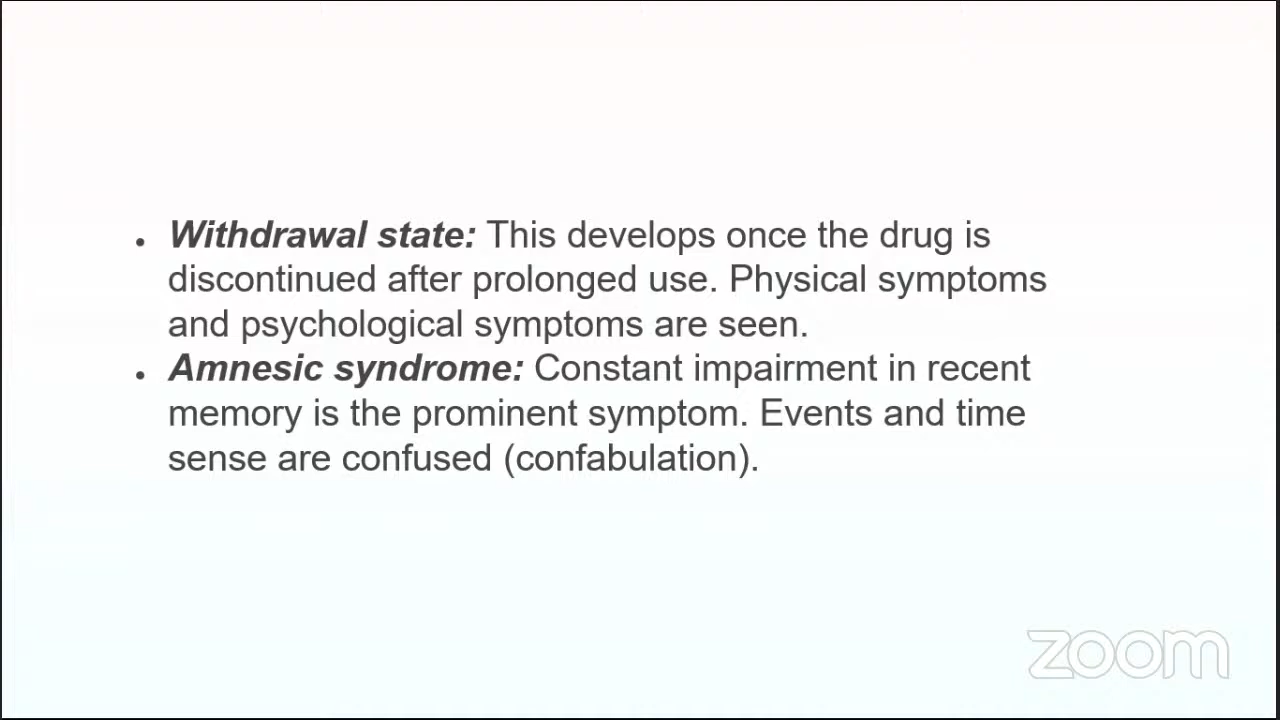 • Withdrawal state: This develops once the drug is
discontinued after prolonged use. Physical symptoms
and psychological symptoms are seen.
• Amnesic syndrome: Constant impairment in recent
memory is the prominent symptom. Events and time
sense are confused (confabulation).
zoom